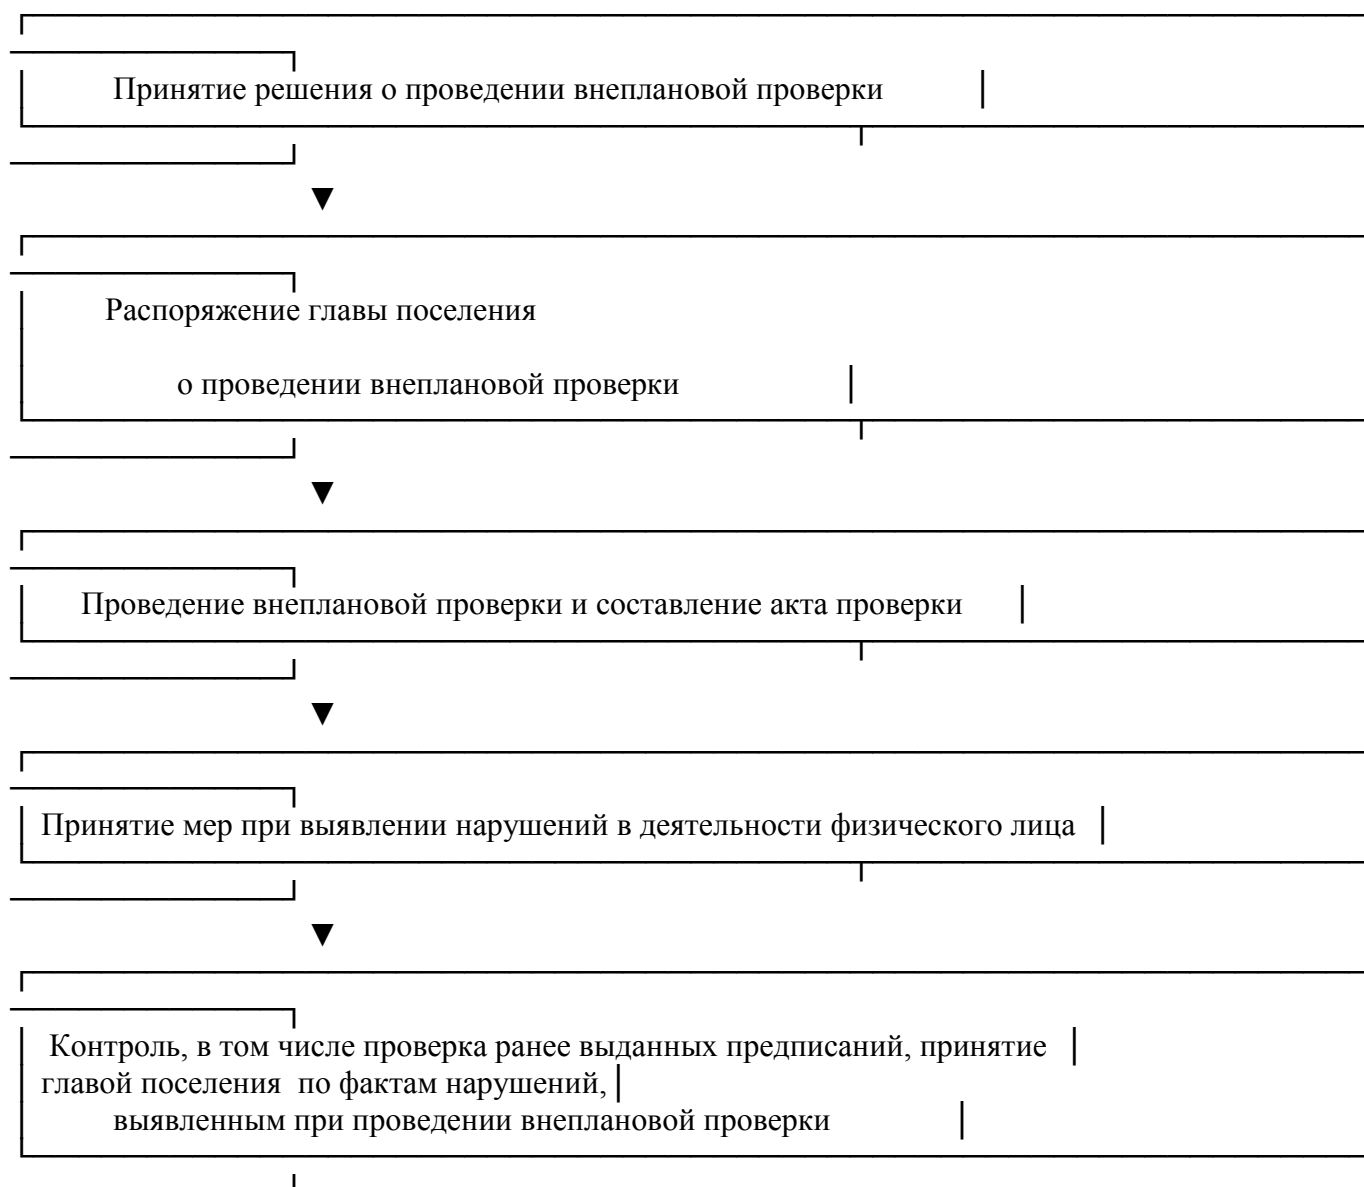 Принятие решения о проведении внеплановой проверки
Распоряжение главы поселения
о проведении внеплановой проверки
Проведение внеплановой проверки и составление акта проверки
Принятие мер при выявлении нарушений в деятельности физического лица
Контроль, в том числе проверка ранее выданных предписаний, принятие
главой поселения по фактам нарушений,
выявленным при проведении внеплановой проверки